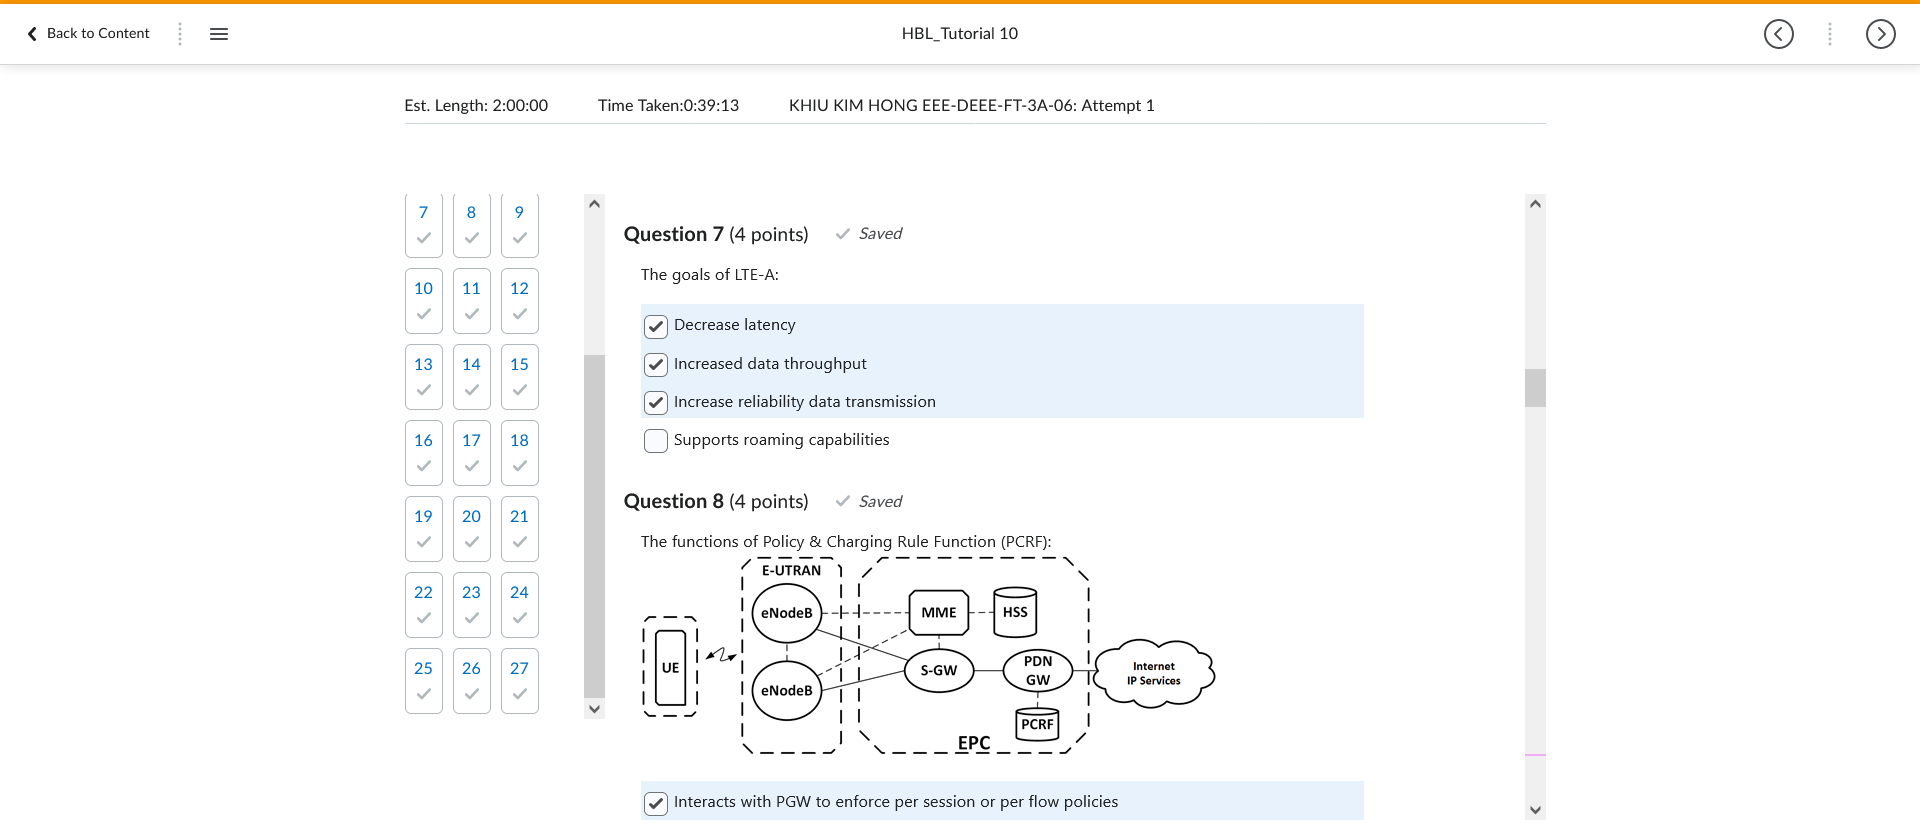 Back to Content
HBL_Tutorial 10
Est. Length: 2:00:00 Time Taken:0:39:13 KHIU KIM HONG EEE-DEEE-FT-3A-06: Attempt 1
7 8 9
10 11 12
13 14 15
16 17 18
19 20 21
22 23 24
25 26 27
Question 7 (4 points) Saved
The goals of LTE-A:
Decrease latency
Increased data throughput
Increase reliability data transmission
Supports roaming capabilities
Question 8 (4 points) Saved
The functions of Policy & Charging Rule Function (PCRF):
E-UTRAN
eNodeB
MME
HSS
UE
eNodeB
S-GW
PDN
GW
Internet
IP Services
PCRF
EPC
Interacts with PGW to enforce per session or per flow policies